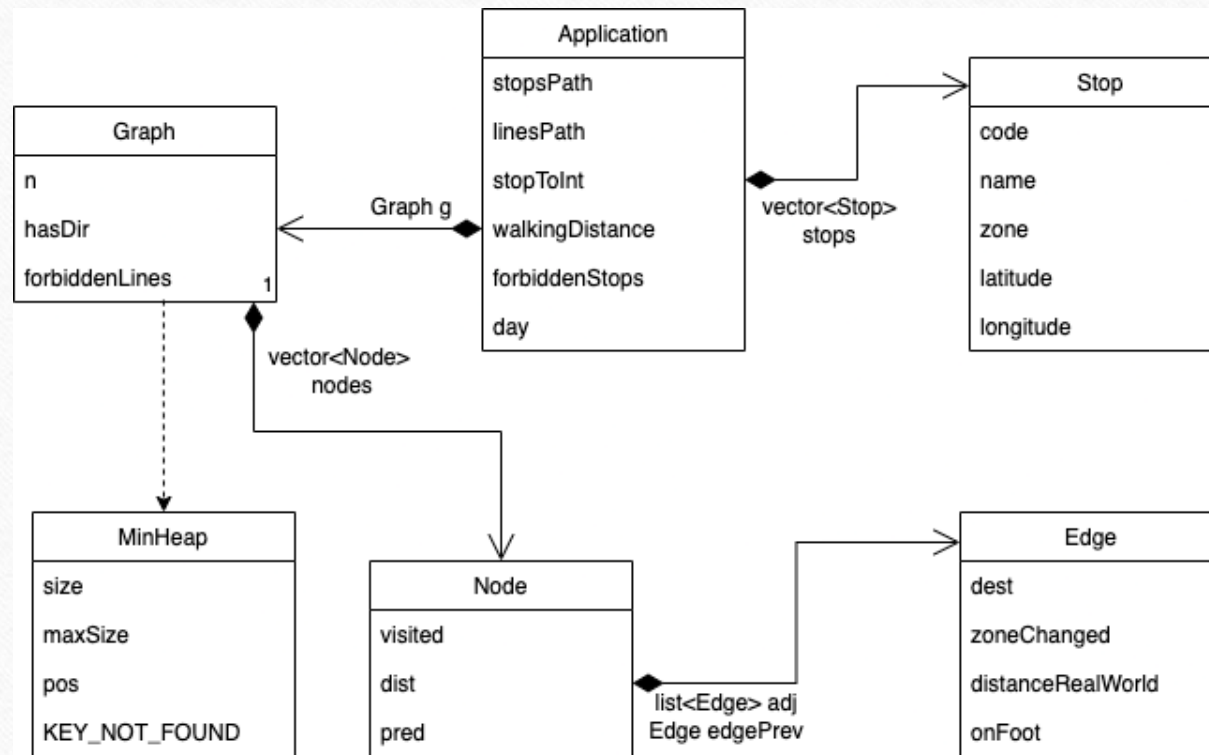 Application
stopsPath
linesPath
stopToInt
walkingDistance
forbiddenStops
day
Stop
code
name
zone
latitude
longitude
vector<Stop>
stops
Graph
n
hasDir
forbiddenLines
1
Graph g
vector<Node>
nodes
MinHeap
size
maxSize
pos
KEY_NOT_FOUND
Node
visited
dist
pred
list<Edge> adj
Edge edgePrev
Edge
dest
zoneChanged
distanceRealWorld
onFoot